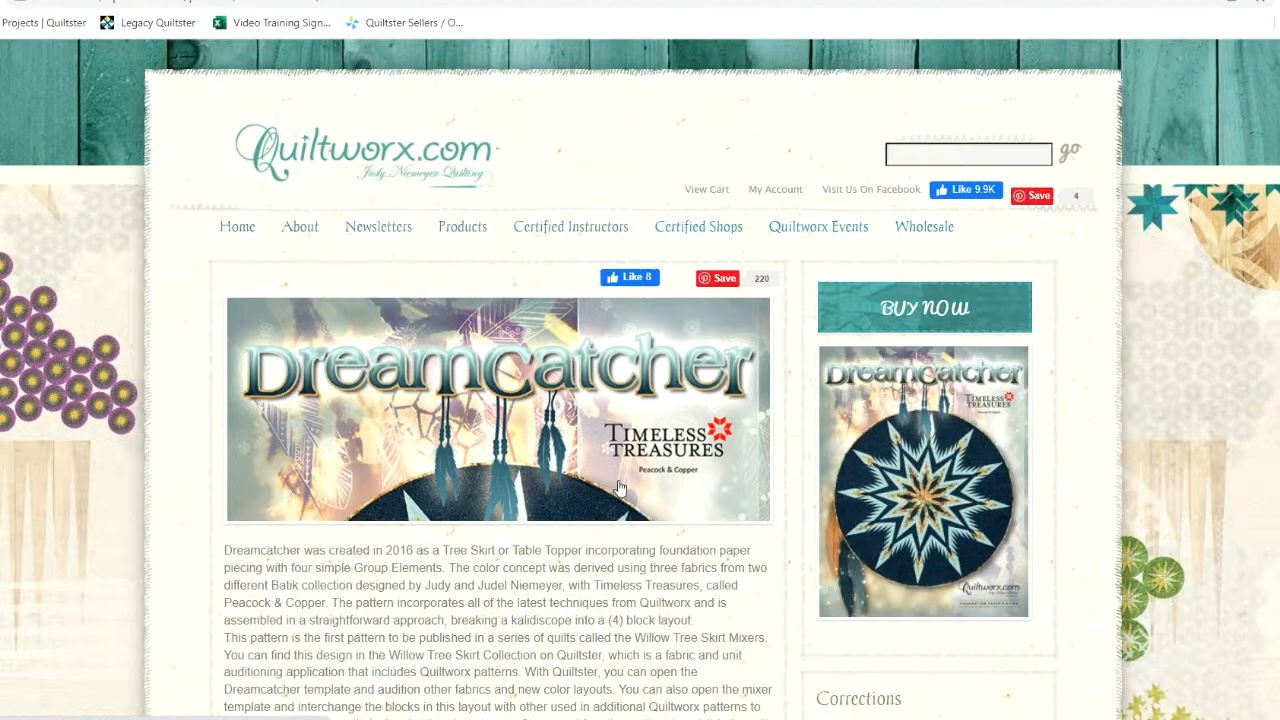 Projects | Quiltster Legacy Quiltster Video Training Sign... Quiltster Sellers / O...
Quiltworx.com
Judy Niemeyer Quilting
go
View Cart My Account Visit Us On Facebook Like 9.9K Save 4
Home About Newsletters Products Certified Instructors Certified Shops Quiltworx Events Wholesale
Like 8 Save 220
BUY NOW
Dreamcatcher
TIMELESS
TREASURES
Peacock & Copper
Dreamcatcher
TIMELESS
TREASURES
Peacock & Copper
Quiltworx.com
Dreamcatcher was created in 2016 as a Tree Skirt or Table Topper incorporating foundation paper
piecing with four simple Group Elements. The color concept was derived using three fabrics from two
different Batik collection designed by Judy and Judel Niemeyer, with Timeless Treasures, called
Peacock & Copper. The pattern incorporates all of the latest techniques from Quiltworx and is
assembled in a straightforward approach, breaking a kalidiscope into a (4) block layout.
This pattern is the first pattern to be published in a series of quilts called the Willow Tree Skirt Mixers.
You can find this design in the Willow Tree Skirt Collection on Quiltster, which is a fabric and unit
auditioning application that includes Quiltworx patterns. With Quiltster, you can open the
Dreamcatcher template and audition other fabrics and new color layouts. You can also open the mixer
template and interchange the blocks in this layout with other used in additional Quiltworx patterns to
Corrections